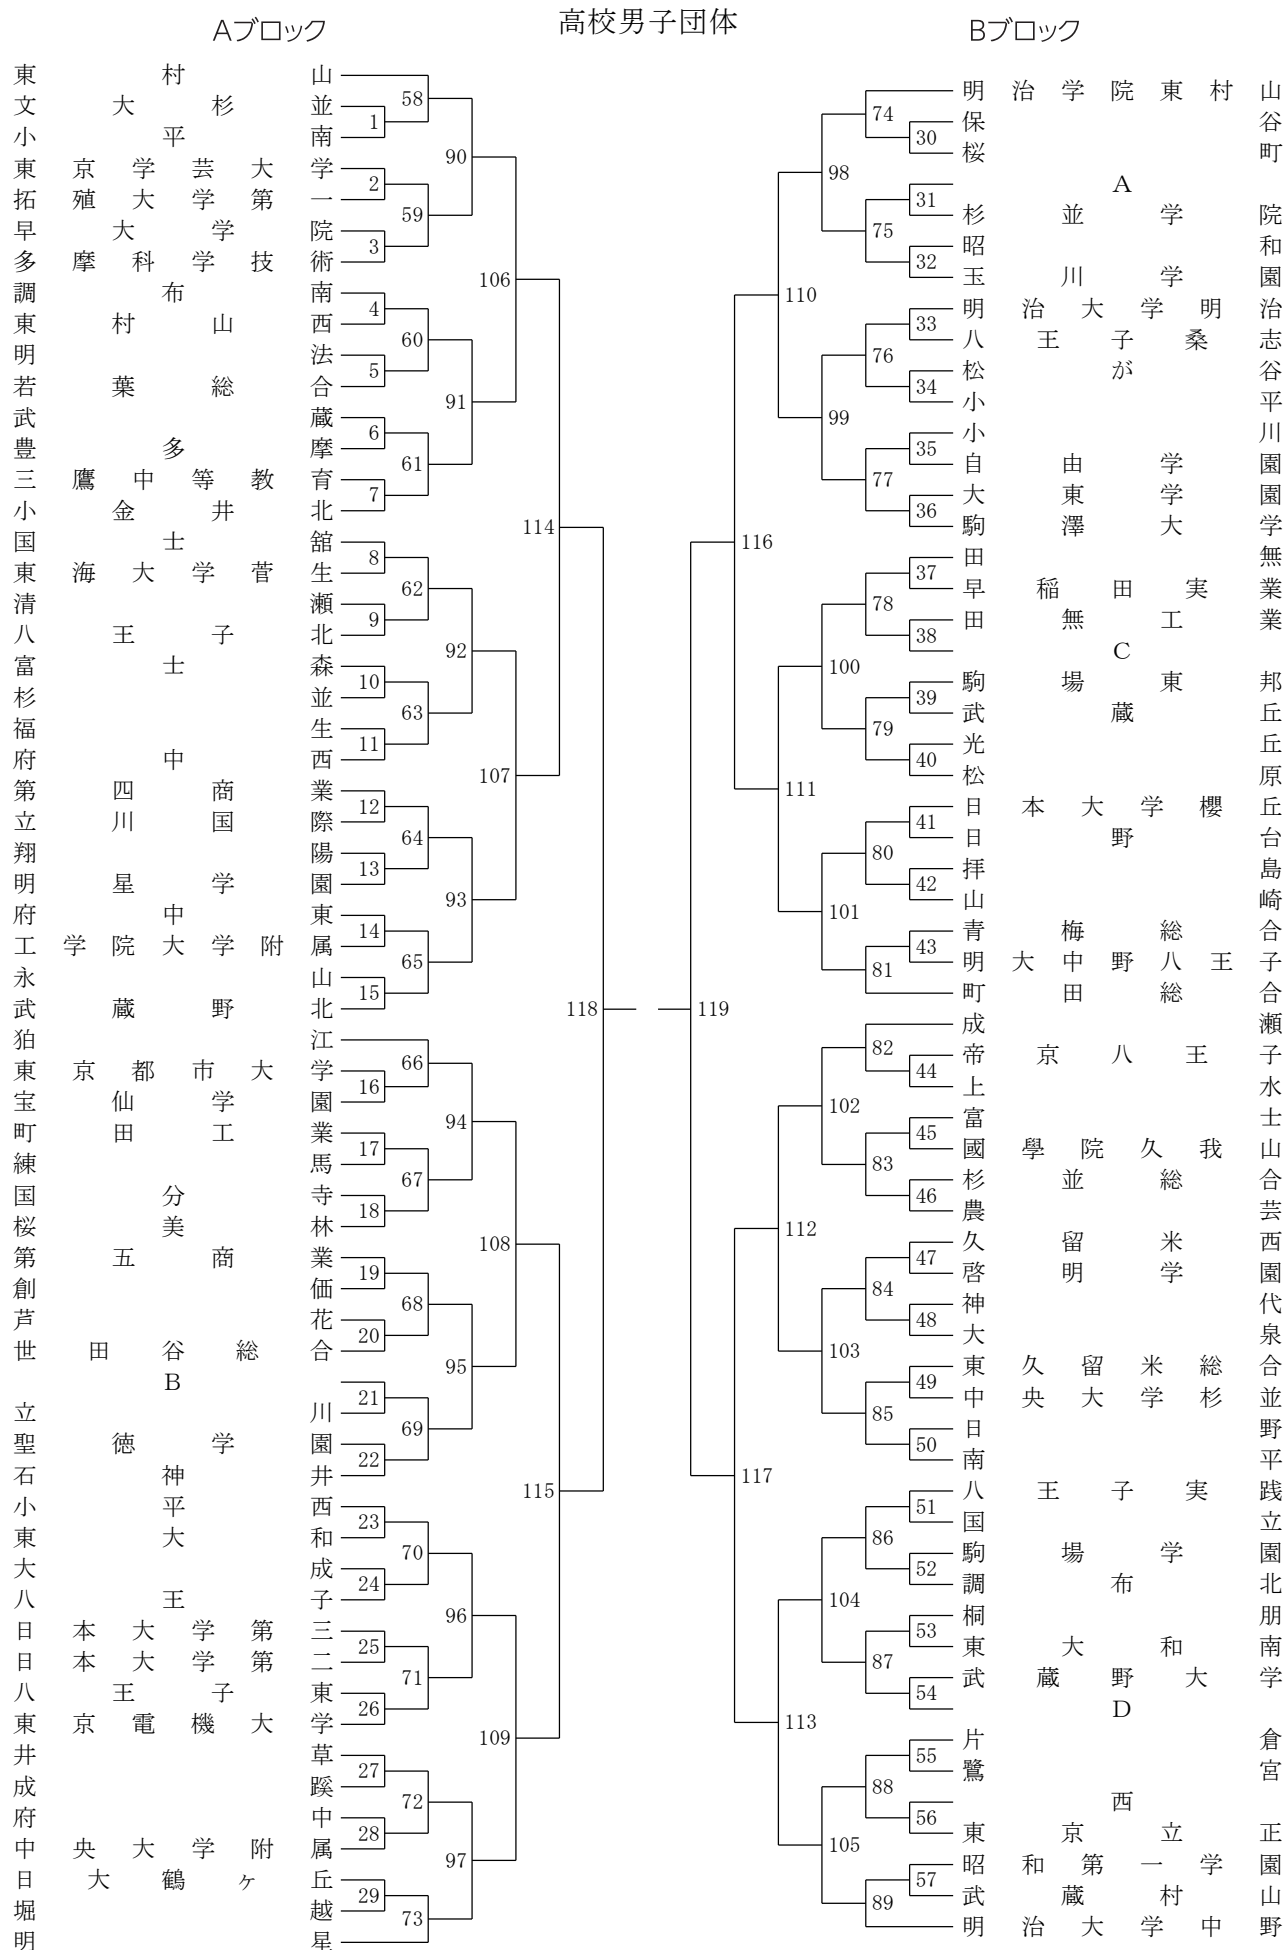 高校男子団体
Aブロック
東村山
文大杉並
小平南
東京学芸大学
拓殖大学第一
早大学院
多摩科学技術
調布南
東村山西
明法
若葉総合
武蔵
豊多摩
三鷹中等教育
小金井北
国士舘
東海大学菅生
清瀬
八王子北
富士森
杉並
福生
府中西
第四商業
立川国際
翔陽
明星学園
府中東
工学院大学附属
永山
武蔵野北
狛江
東京都市大学
宝仙学園
町田工業
練馬
国分寺
桜美林
第五商業
創価
芦花
世田谷総合
B
立川
聖徳学園
石神井
小平西
東大和
大成
八王子
日本大学第三
日本大学第二
八王子東
東京電機大学
井草
成蹊
府中
中央大学附属
日大鶴ヶ丘
堀越
明星
1
2
3
4
5
6
7
8
9
10
11
12
13
14
15
16
17
18
19
20
21
22
23
24
25
26
27
28
29
58
59
60
61
62
63
64
65
66
67
68
69
70
71
72
73
90
91
92
93
94
95
96
97
106
107
108
109
114
115
118
Bブロック
明治学院東村山
保谷
桜町
A
杉並学院
昭和
玉川学園
明治大学明治
八王子桑志
松が谷
小平
小川
自由学園
大東学園
駒澤大学
田無
早稲田実業
田無工業
C
駒場東邦
武蔵丘
光丘
松原
日本大学櫻丘
日野台
拝島
山崎
青梅総合
明大中野八王子
町田総合
成瀬
帝京八王子
上水
富士
國學院久我山
杉並総合
農芸
久留米西
啓明学園
神代
大泉
東久留米総合
中央大学杉並
日野
南平
八王子実践
国立
駒場学園
調布北
桐朋
東大和南
武蔵野大学
D
片倉
鷺宮
西
東京立正
昭和第一学園
武蔵村山
明治大学中野
30
31
32
33
34
35
36
37
38
39
40
41
42
43
44
45
46
47
48
49
50
51
52
53
54
55
56
57
74
75
76
77
78
79
80
81
82
83
84
85
86
87
88
89
98
99
100
101
102
103
104
105
110
111
112
113
116
117
119